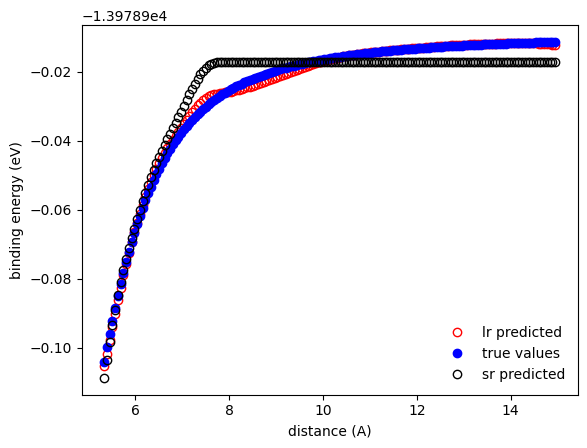 −1.39789e4
−0.02
−0.04
−0.06
−0.08
−0.10
binding energy (eV)
lr predicted
true values
sr predicted
6 8 10 12 14
distance (A)